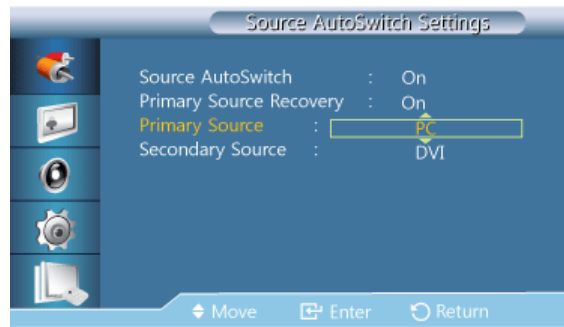 Source AutoSwitch Settings
Source AutoSwitch : On
Primary Source Recovery : On
Primary Source : PC
Secondary Source : DVI
Move Enter Return